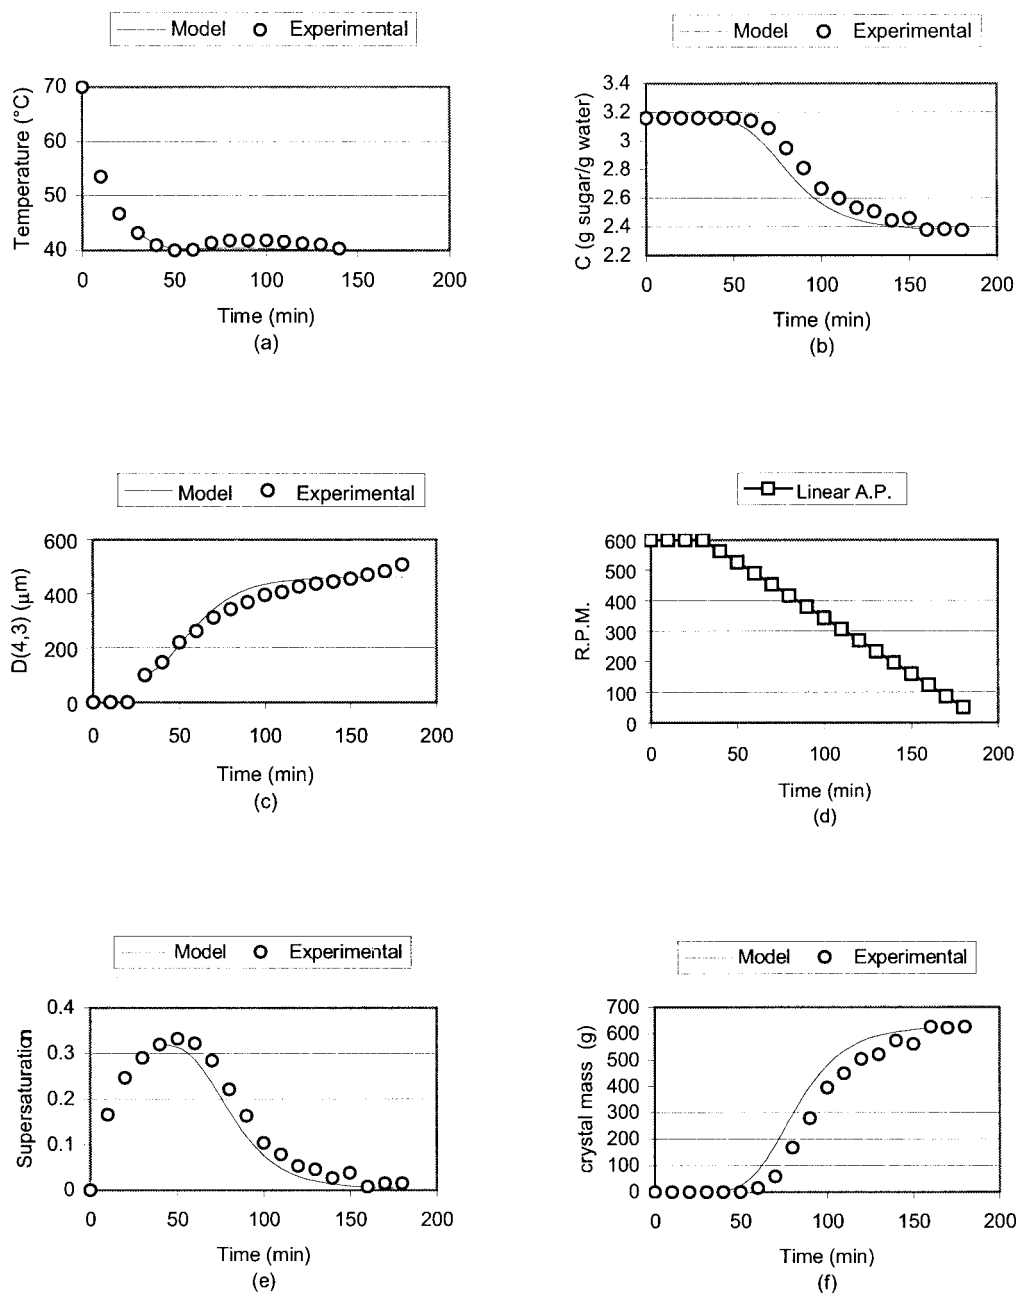 Model Experimental
70
60
50
40
Temperature (°C)
0 50 100 150 200
Time (min)
(a)
Model Experimental
3.4
3.2
3
2.8
2.6
2.4
2.2
C (g sugar/g water)
0 50 100 150 200
Time (min)
(b)
Model Experimental
600
400
200
0
D(4,3) (μm)
0 50 100 150 200
Time (min)
(c)
Linear A.P.
600
500
400
300
200
100
0
R.P.M.
0 50 100 150 200
Time (min)
(d)
Model Experimental
0.4
0.3
0.2
0.1
0
Supersaturation
0 50 100 150 200
Time (min)
(e)
Model Experimental
700
600
500
400
300
200
100
0
crystal mass (g)
0 50 100 150 200
Time (min)
(f)